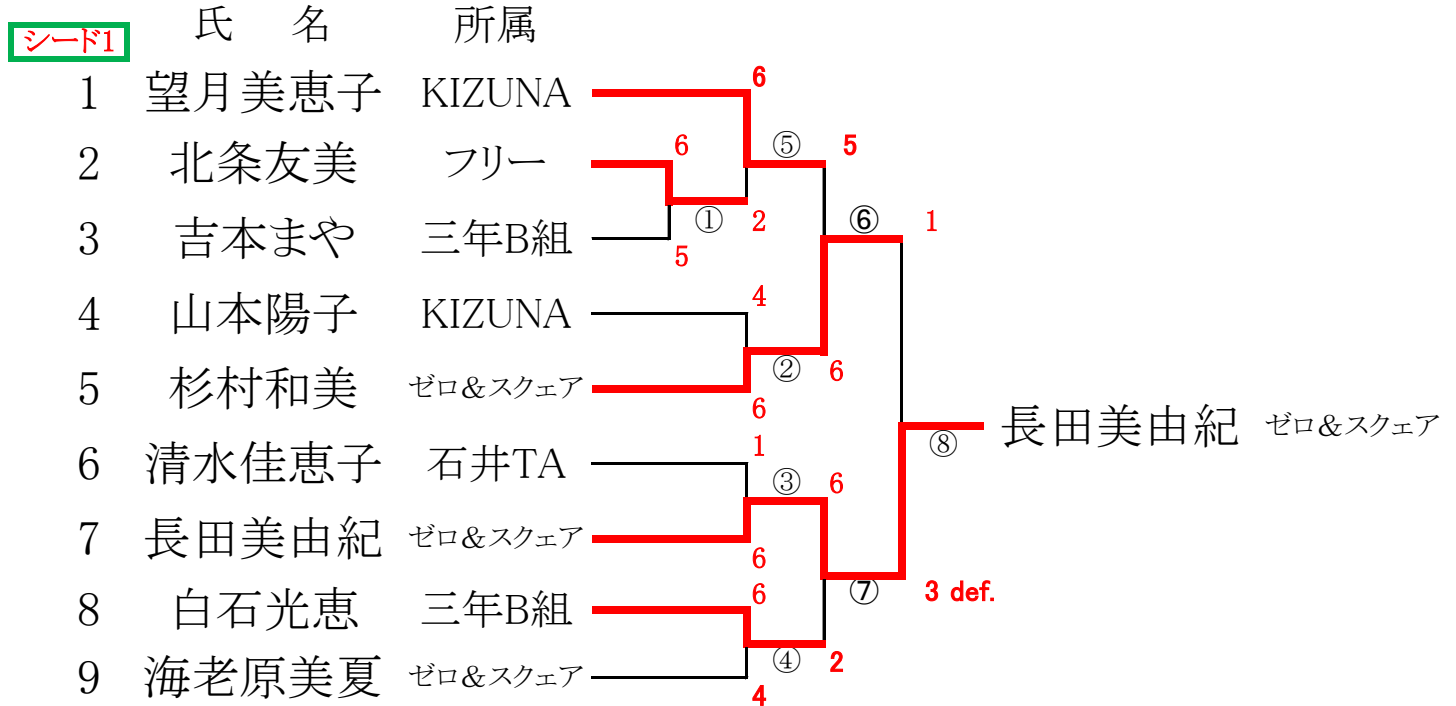 シード1 氏 名 所属
1 望月美恵子 KIZUNA 6
2 北条友美 フリー 6 ⑤ 5
3 吉本まや 三年B組 5 ① 2 ⑥ 1
4 山本陽子 KIZUNA 4
5 杉村和美 ゼロ&スクェア 6 ② 6
長田美由紀 ゼロ&スクェア
⑧
6 清水佳恵子 石井TA 1 ③ 6
7 長田美由紀 ゼロ&スクェア 6
8 白石光恵 三年B組 6 ⑦ 3 def.
9 海老原美夏 ゼロ&スクェア 4 ④ 2